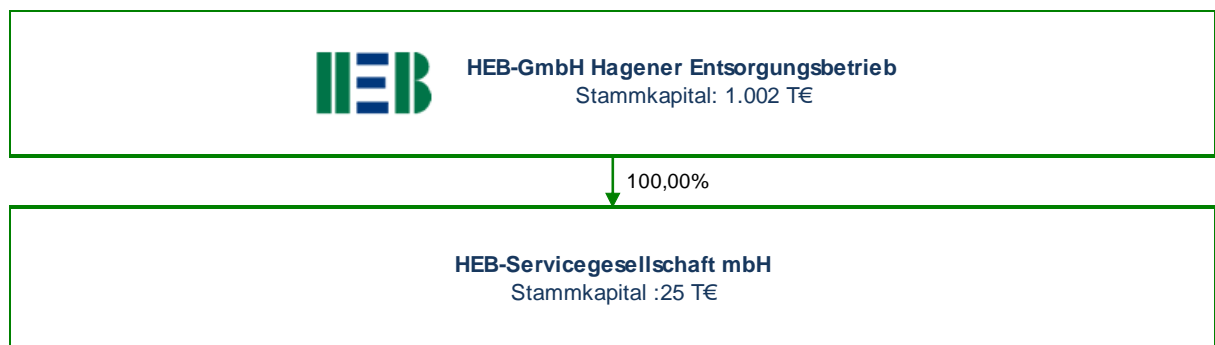 HEB
HEB-GmbH Hagener Entsorgungsbetrieb
Stammkapital: 1.002 T€
100,00%
HEB-Servicegesellschaft mbH
Stammkapital :25 T€